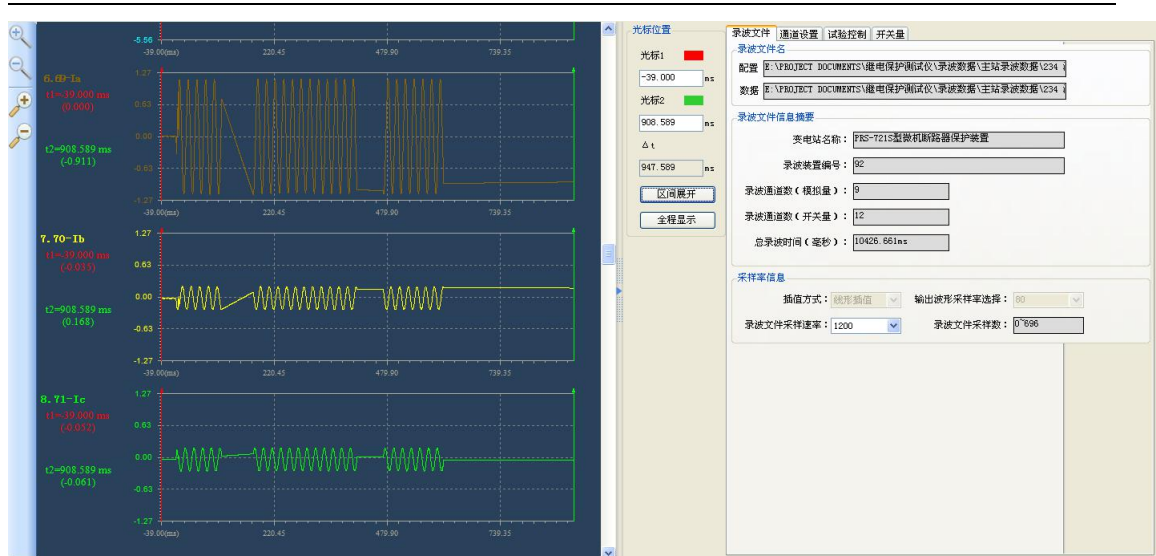 -5.56
-39.00(ms) 220.45 479.90 739.35
6.69-Ia
t1=-39.000 ms
(0.000)
t2=908.589 ms
(-0.911)
1.27
0.63
0.00
-0.63
-1.27
-39.00(ms) 220.45 479.90 739.35
7.70-Ib
t1=-39.000 ms
(-0.015)
t2=908.589 ms
(0.168)
1.27
0.63
0.00
-0.63
-1.27
-39.00(ms) 220.45 479.90 739.35
8.71-Ic
t1=-39.000 ms
(-0.052)
t2=908.589 ms
(-0.061)
1.27
0.63
0.00
-0.63
-1.27
-39.00(ms) 220.45 479.90 739.35
光标位置
光标1
-39.000 ms
光标2
908.589 ms
△t
947.589 ms
区间展开
全程显示
录波文件 通道设置 试验控制 开关量
录波文件名
配置 E:\PROJECT DOCUMENTS\继电保护测试仪\录波数据\主站录波数据\234
数据 E:\PROJECT DOCUMENTS\继电保护测试仪\录波数据\主站录波数据\234
录波文件信息摘要
变电站名称： PRS-721S型微机断路器保护装置
录波装置编号： 92
录波通道数（模拟量）： 9
录波通道数（开关量）： 12
总录波时间（毫秒）： 10426.661ms
采样率信息
插值方式： 线形插值 输出波形采样率选择： 80
录波文件采样速率： 1200 录波文件采样数： 0~696